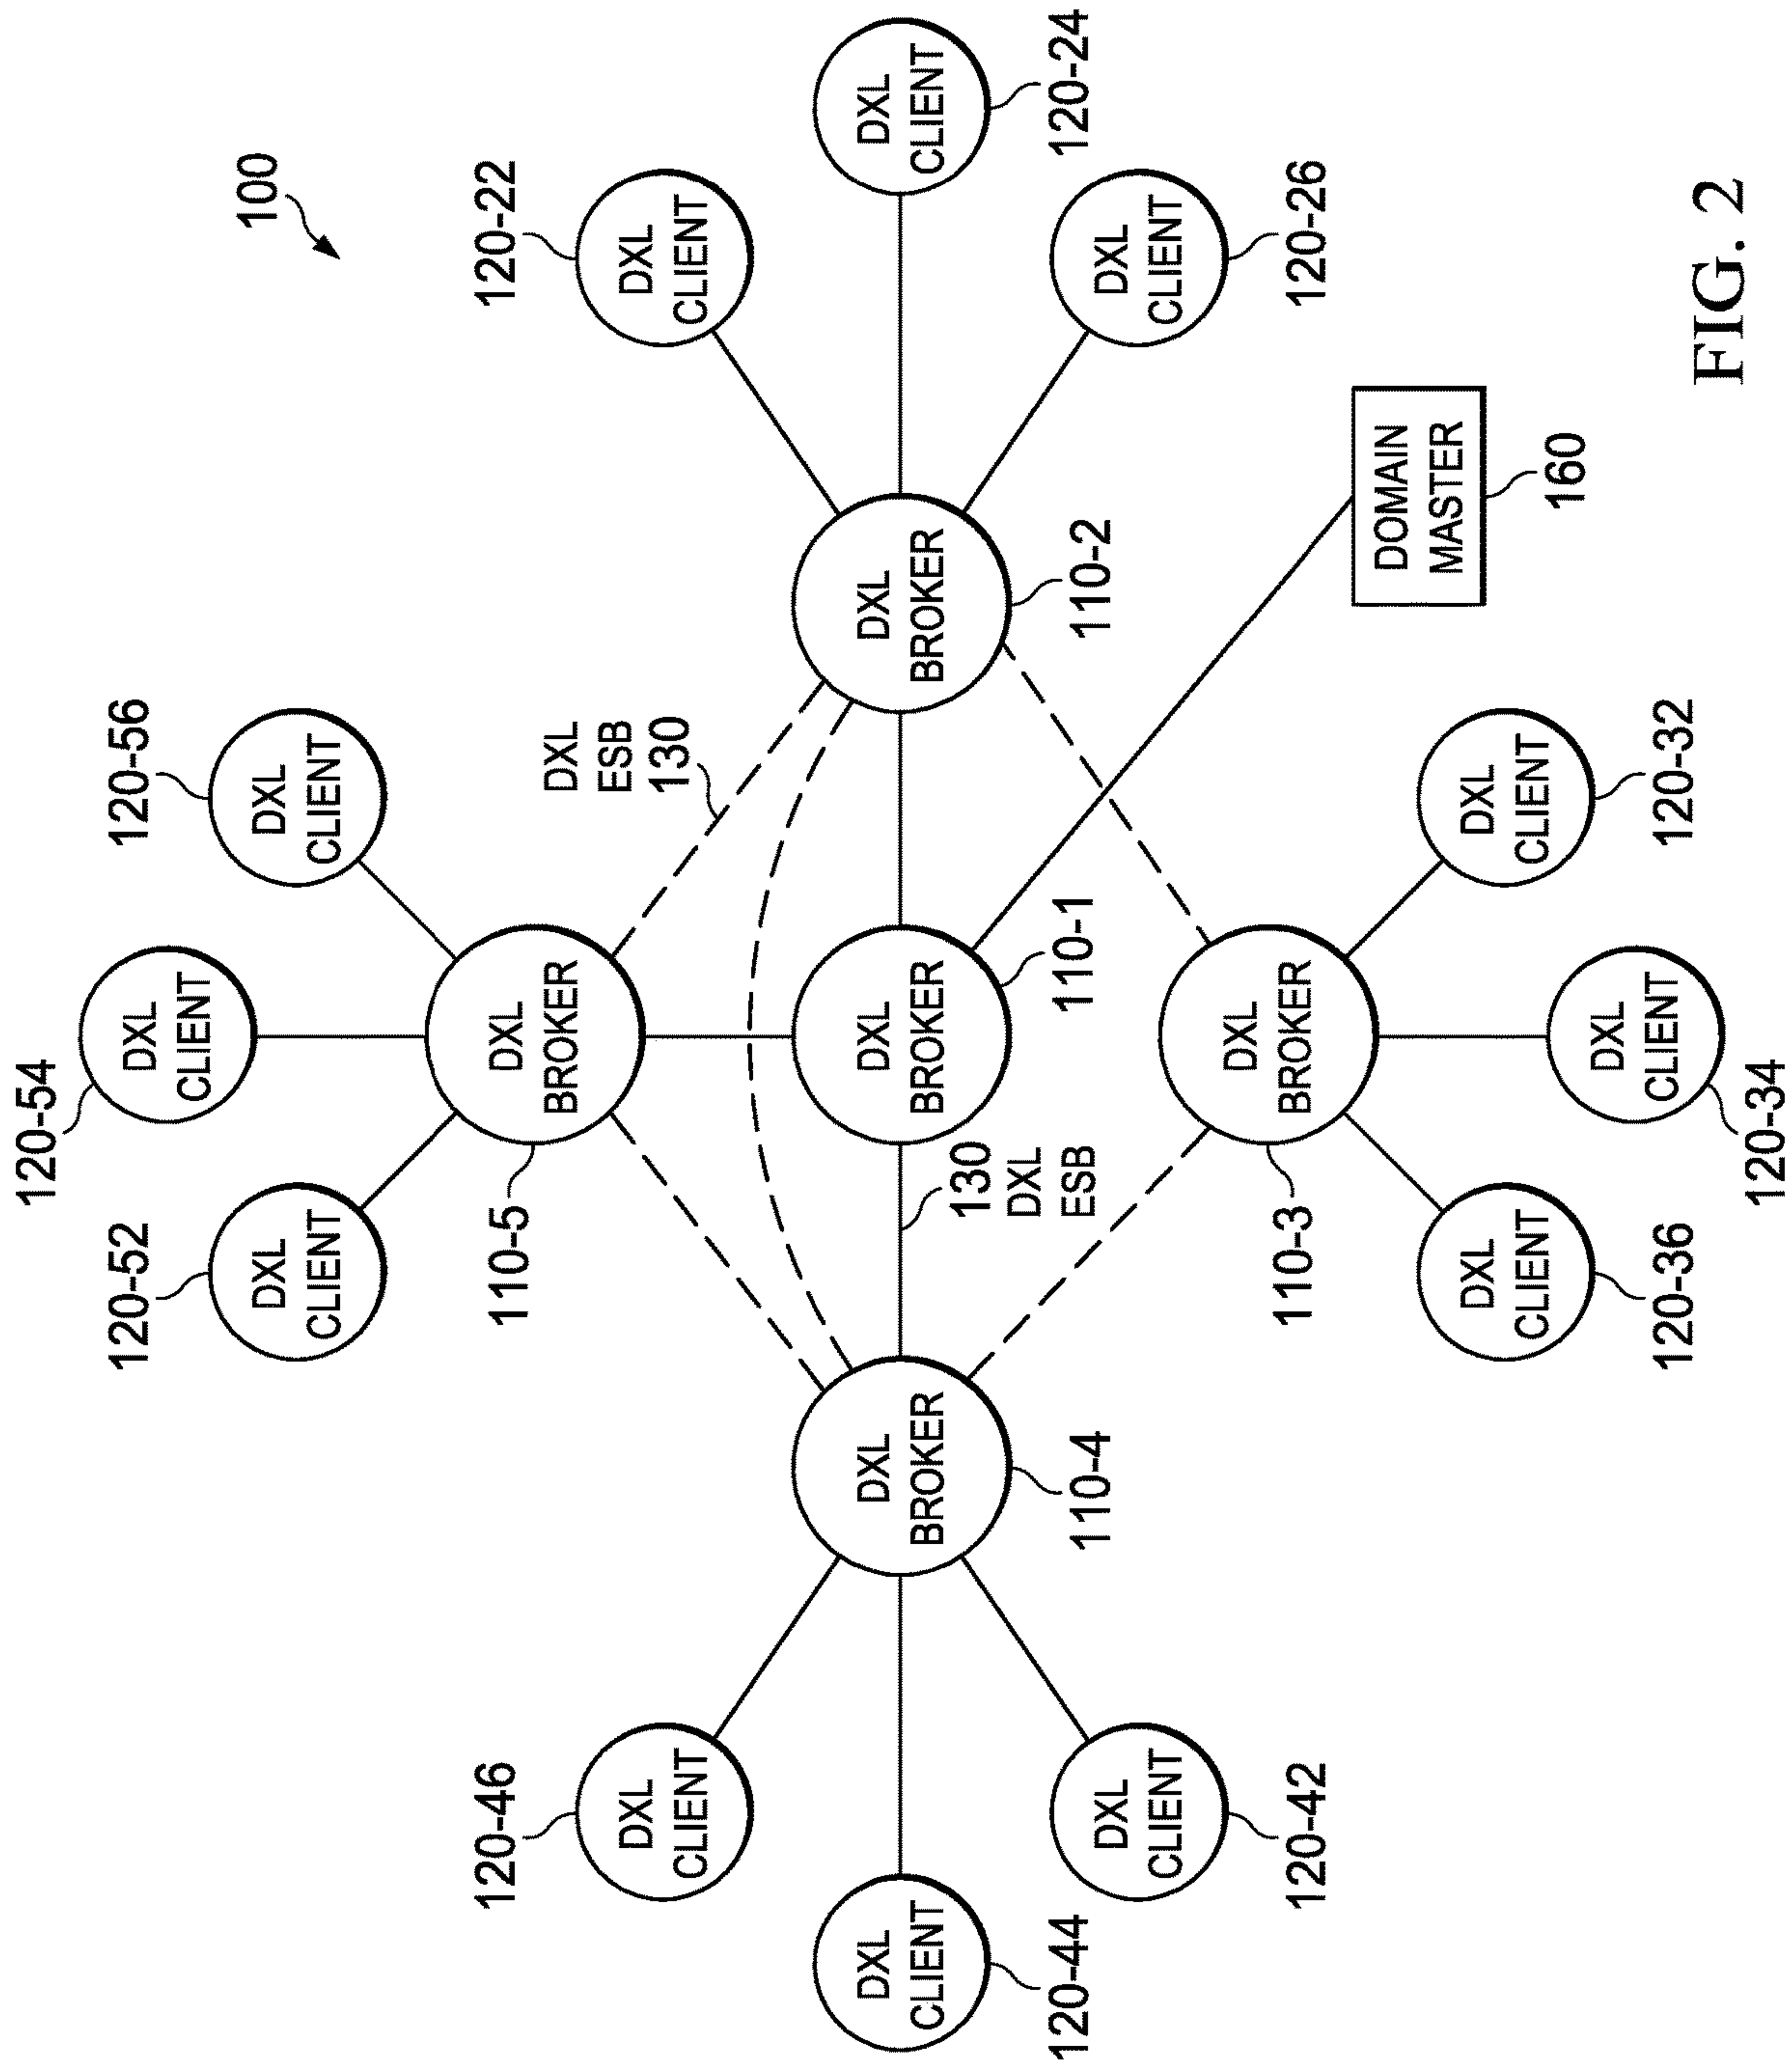 120-54
DXL
CLIENT
120-52
DXL
CLIENT
120-56
DXL
CLIENT
100
110-5
DXL
BROKER
120-46
DXL
CLIENT
DXL
ESB
130
120-22
DXL
CLIENT
DXL
CLIENT
120-44
DXL
BROKER
110-4
130
DXL
ESB
DXL
BROKER
110-1
DXL
BROKER
110-2
DXL
CLIENT
120-24
DXL
CLIENT
120-42
DXL
BROKER
110-3
DXL
CLIENT
120-26
DOMAIN
MASTER
160
DXL
CLIENT
120-36
DXL
CLIENT
120-32
DXL
CLIENT
120-34
FIG. 2